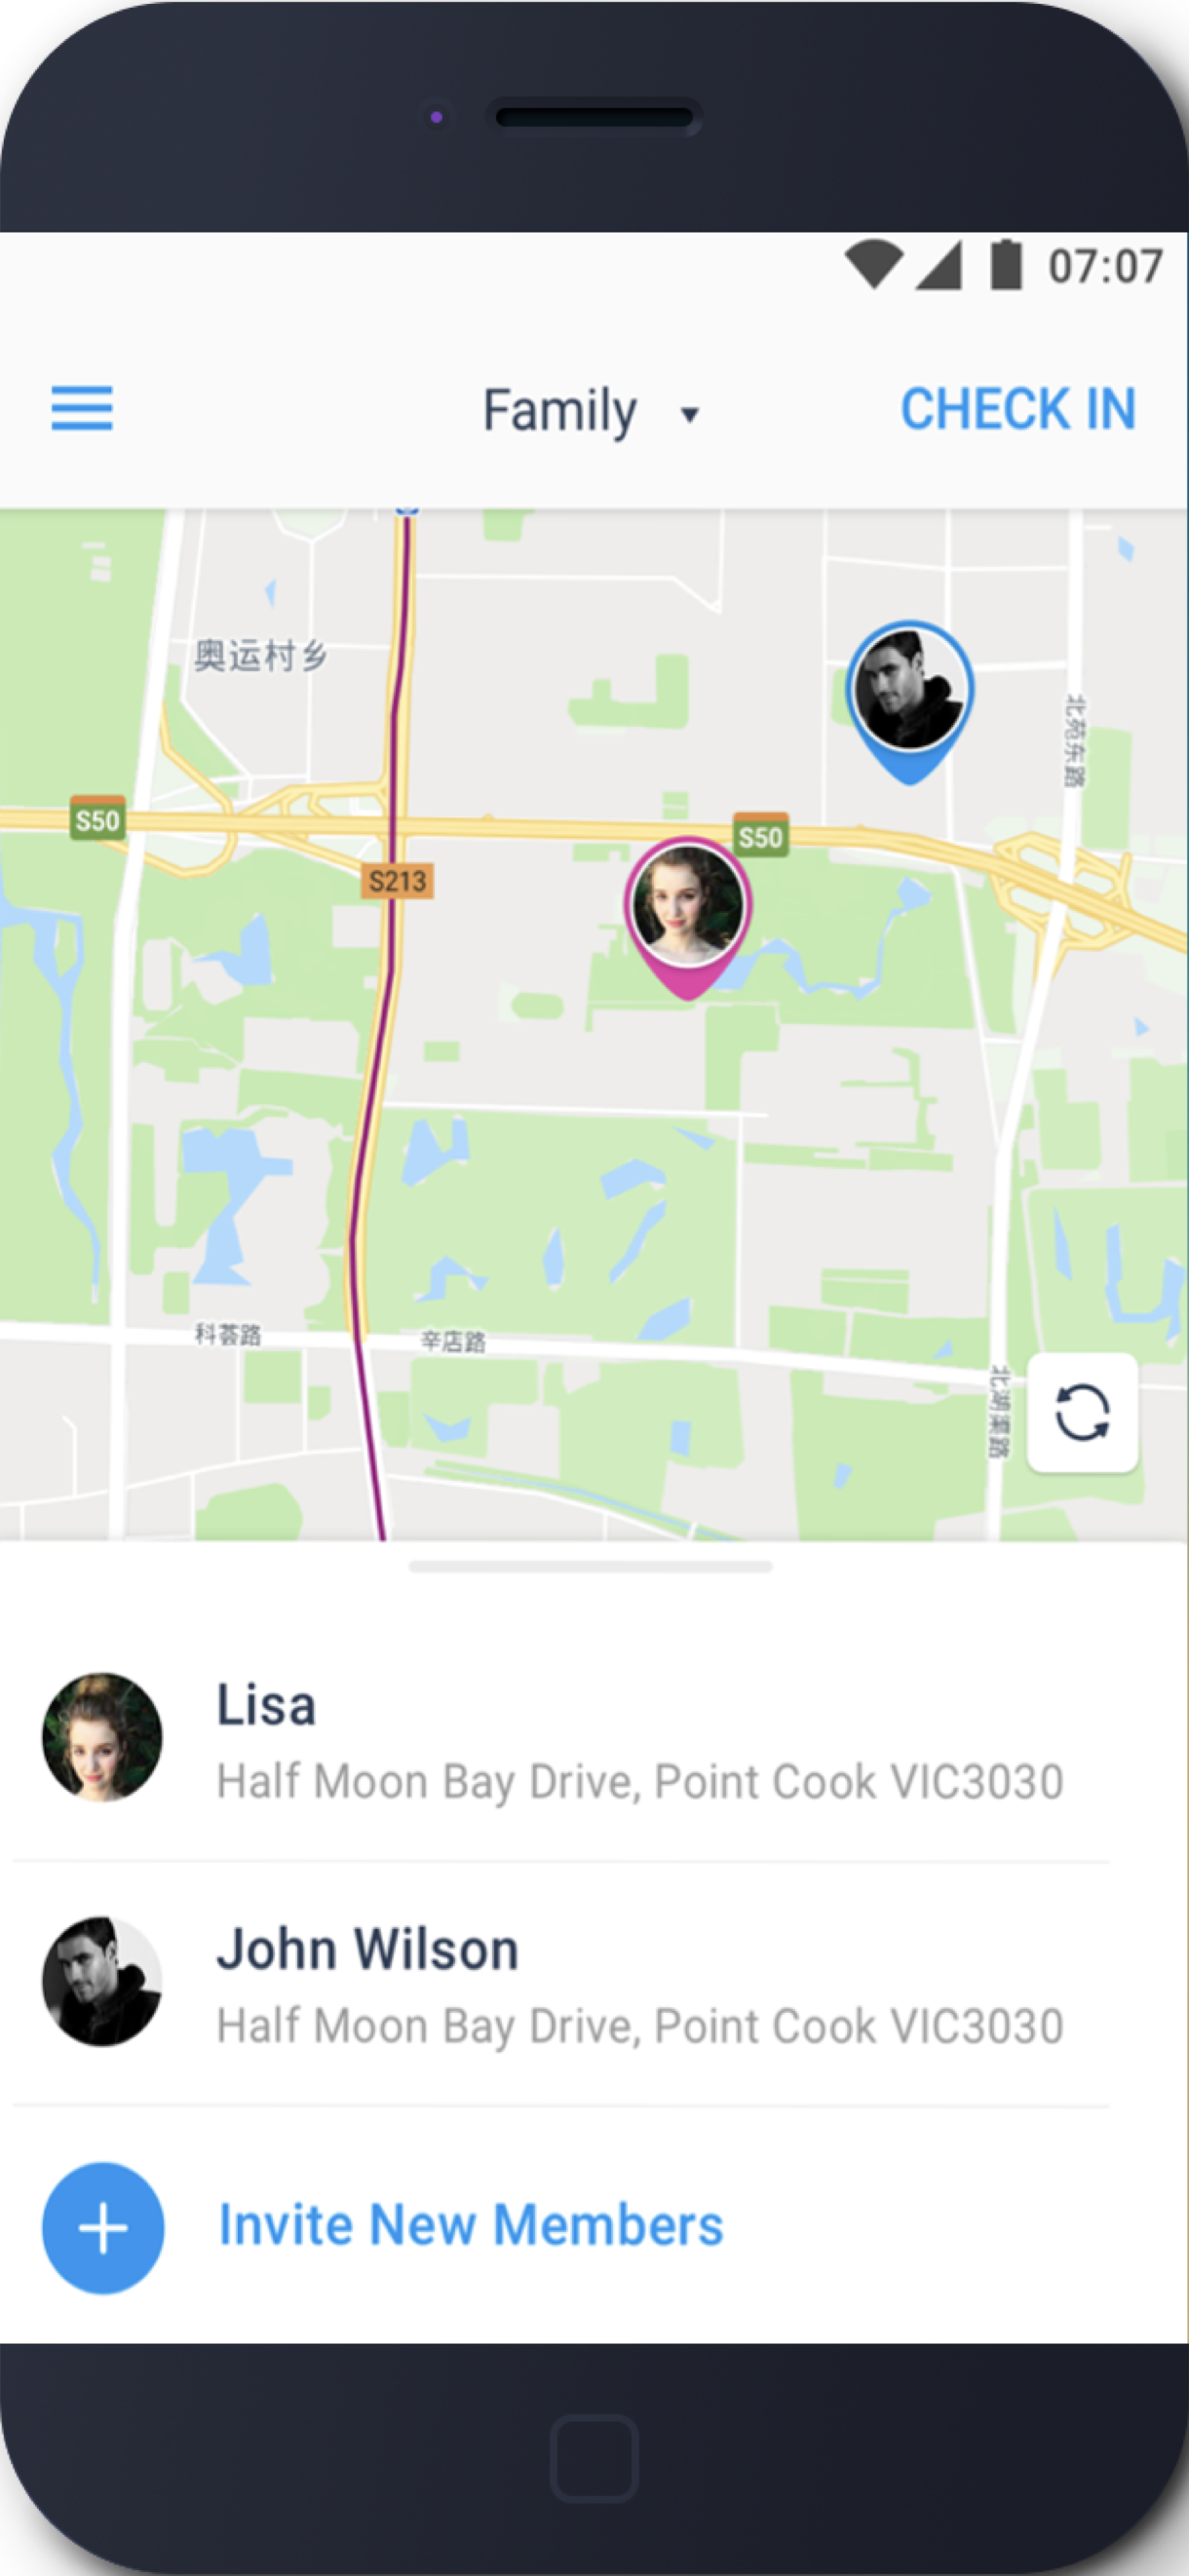 07:07
Family
CHECK IN
奥运村乡
北苑东路
S50
S50
S213
科荟路
辛店路
北湖渠路
Lisa
Half Moon Bay Drive, Point Cook VIC3030
John Wilson
Half Moon Bay Drive, Point Cook VIC3030
Invite New Members